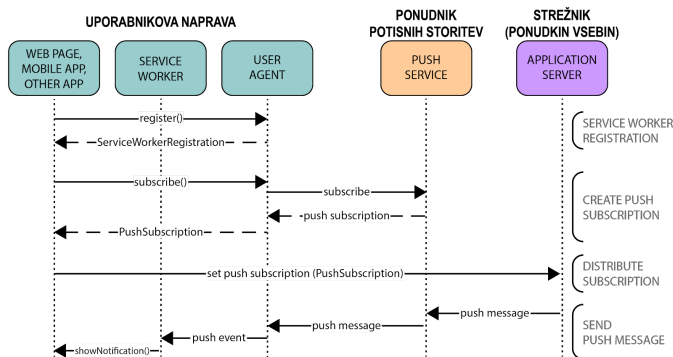 UPORABNIKOVA NAPRAVA
PONUDNIK
POTISNIH STORITEV
STREŽNIK
(PONUDKIN VSEBIN)
WEB PAGE,
MOBILE APP,
OTHER APP
SERVICE
WORKER
USER
AGENT
PUSH
SERVICE
APPLICATION
SERVER
register()
ServiceWorkerRegistration
SERVICE WORKER
REGISTRATION
subscribe()
subscribe
push subscription
PushSubscription
CREATE PUSH
SUBSCRIPTION
set push subscription (PushSubscription)
DISTRIBUTE
SUBSCRIPTION
push message
push message
push event
showNotification()
SEND
PUSH MESSAGE